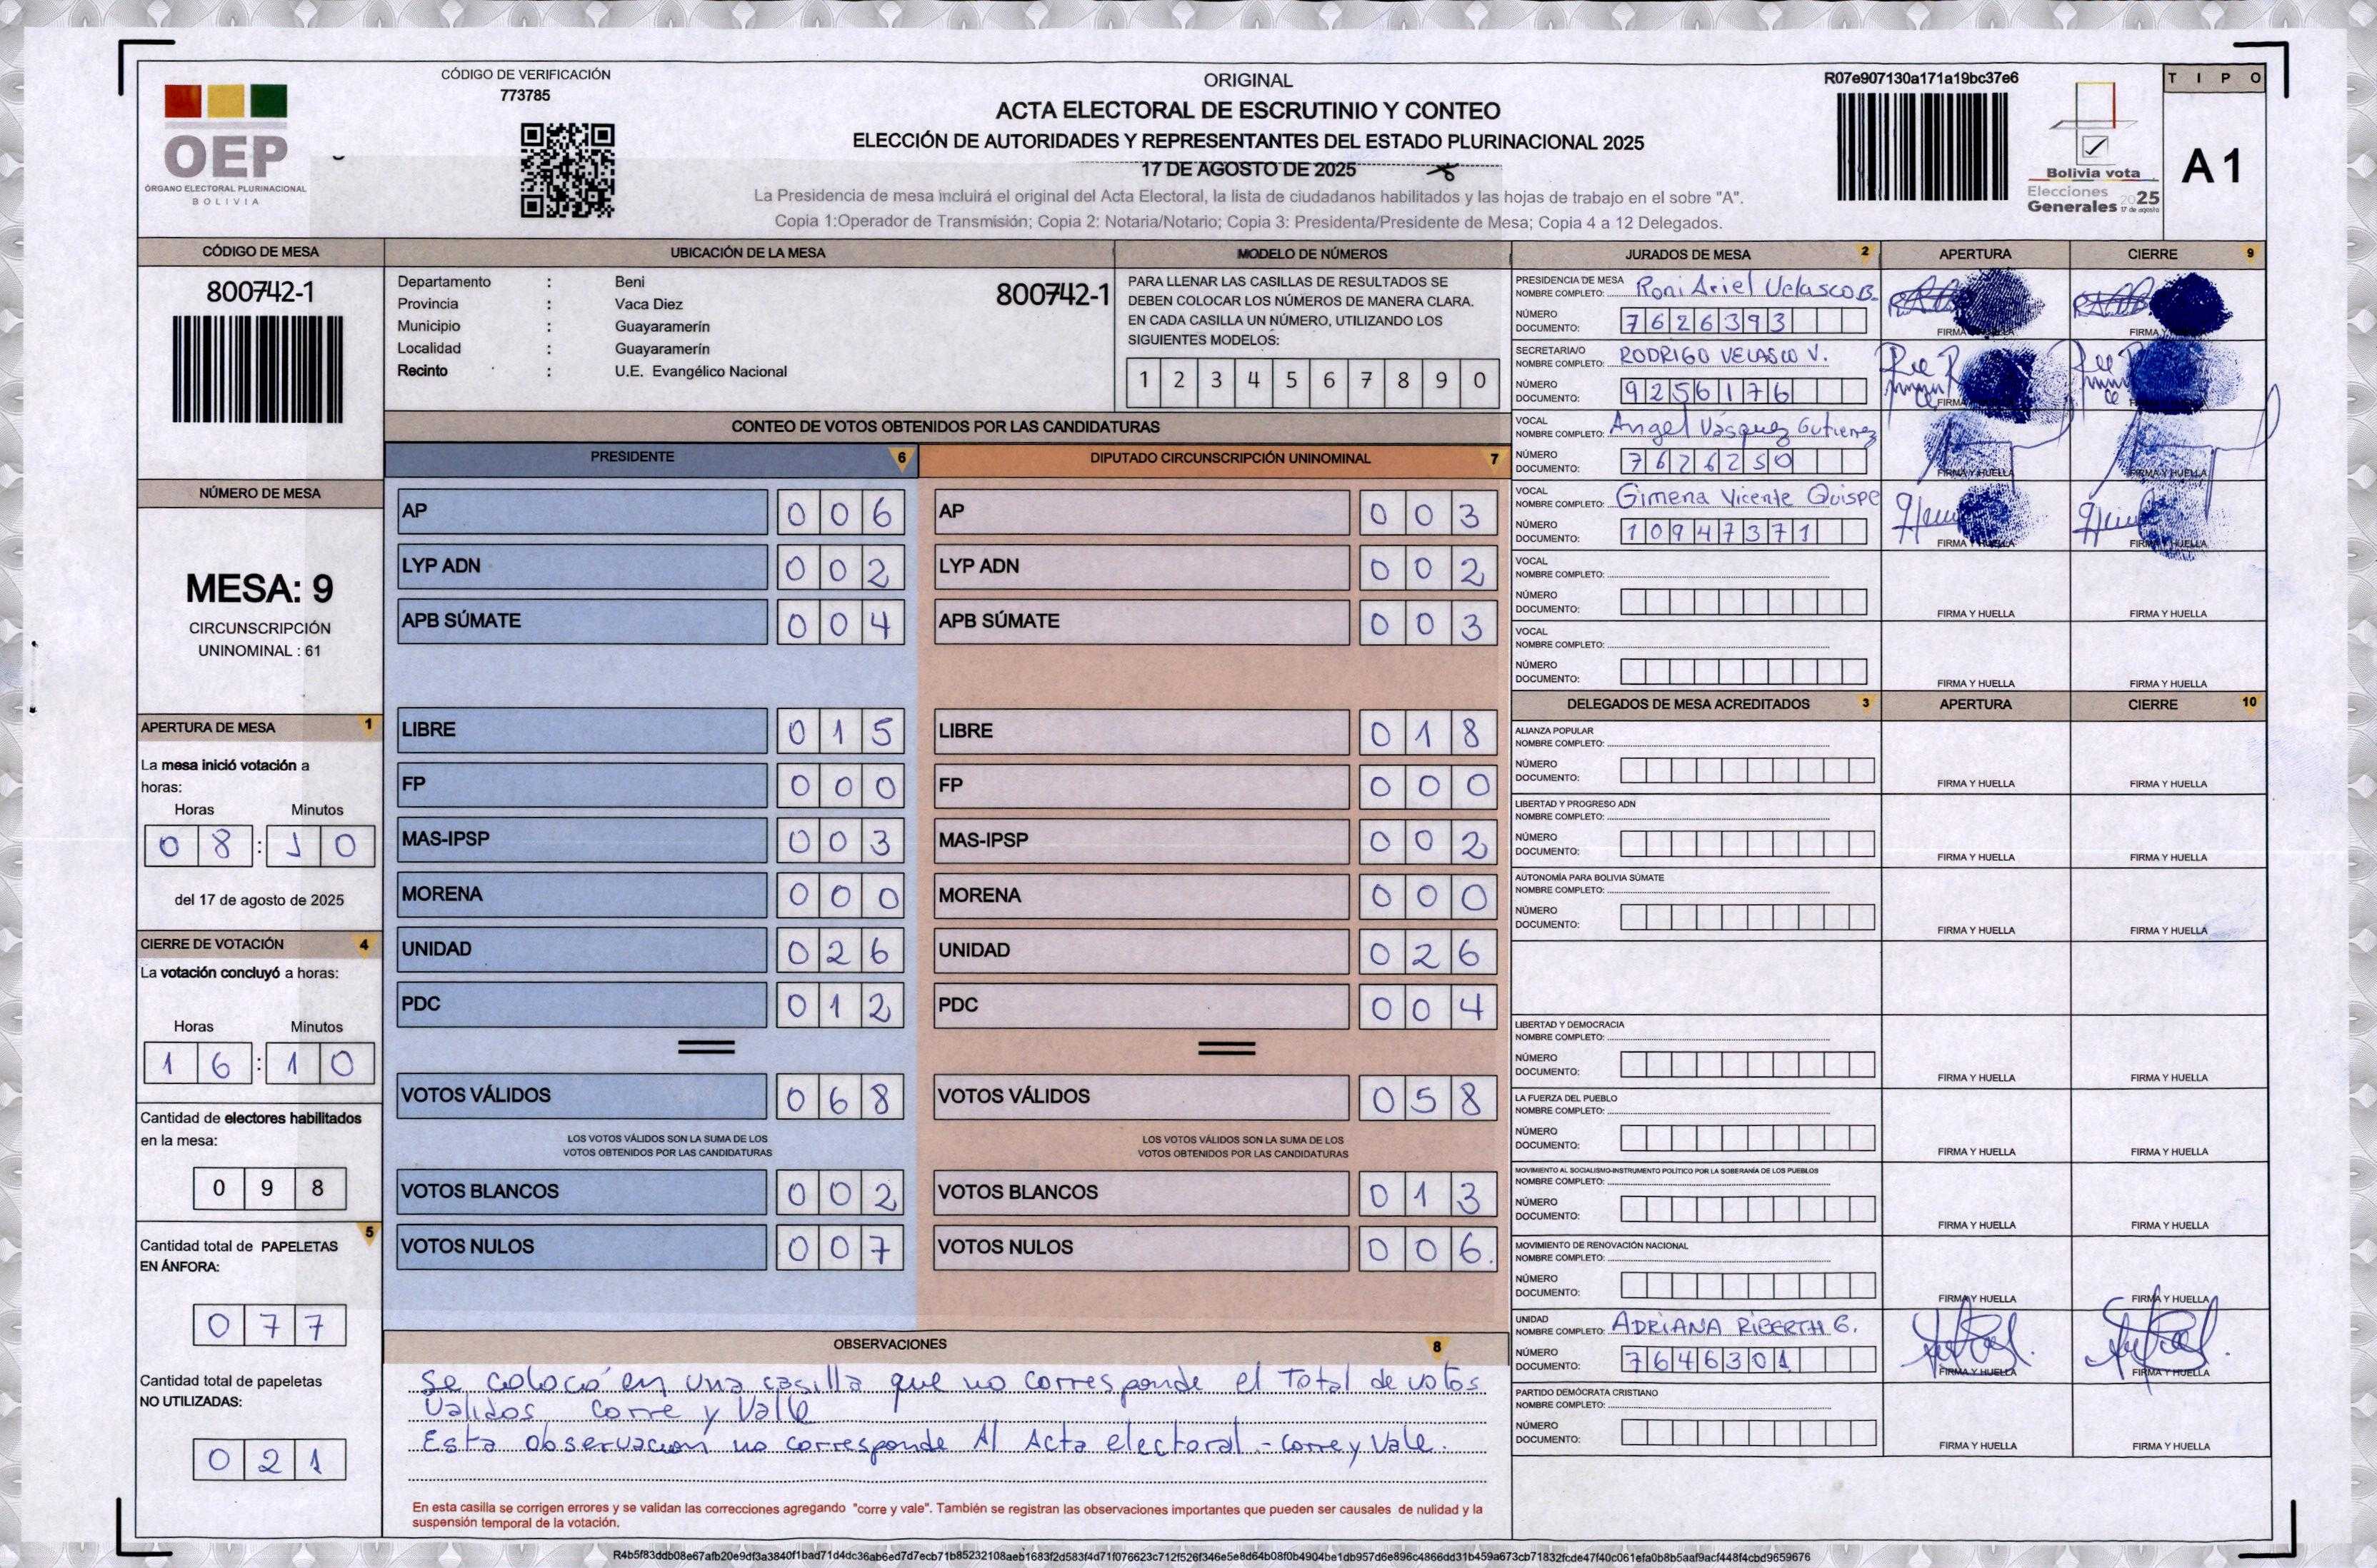 CÓDIGO DE VERIFICACIÓN
773785
OEP
ÓRGANO ELECTORAL PLURINACIONAL
BOLIVIA
ORIGINAL
ACTA ELECTORAL DE ESCRUTINIO Y CONTEO
ELECCIÓN DE AUTORIDADES Y REPRESENTANTES DEL ESTADO PLURINACIONAL 2025
17 DE AGOSTO DE 2025
La Presidencia de mesa incluirá el original del Acta Electoral, la lista de ciudadanos habilitados y las hojas de trabajo en el sobre "A".
Copia 1:Operador de Transmisión; Copia 2: Notaria/Notario; Copia 3: Presidenta/Presidente de Mesa; Copia 4 a 12 Delegados.
R07e907130a171a19bc37e6
Bolivia vota
Elecciones
Generales 2025
17 de agosto
TIPO
A1
CÓDIGO DE MESA
800742-1
NÚMERO DE MESA
MESA: 9
CIRCUNSCRIPCIÓN
UNINOMINAL : 61
APERTURA DE MESA 1
La mesa inició votación a
horas:
Horas Minutos
08:10
del 17 de agosto de 2025
CIERRE DE VOTACIÓN 4
La votación concluyó a horas:
Horas Minutos
16:10
Cantidad de electores habilitados
en la mesa:
098
5
Cantidad total de PAPELETAS
EN ÁNFORA:
077
Cantidad total de papeletas
NO UTILIZADAS:
021
UBICACIÓN DE LA MESA
Departamento : Beni
Provincia : Vaca Diez
Municipio : Guayaramerín
Localidad : Guayaramerín
Recinto : U.E. Evangélico Nacional
800742-1
MODELO DE NÚMEROS
PARA LLENAR LAS CASILLAS DE RESULTADOS SE
DEBEN COLOCAR LOS NÚMEROS DE MANERA CLARA.
EN CADA CASILLA UN NÚMERO, UTILIZANDO LOS
SIGUIENTES MODELOS:
1 2 3 4 5 6 7 8 9 0
CONTEO DE VOTOS OBTENIDOS POR LAS CANDIDATURAS
PRESIDENTE 6
AP 006
LYP ADN 002
APB SÚMATE 004
LIBRE 015
FP 000
MAS-IPSP 003
MORENA 000
UNIDAD 026
PDC 012
VOTOS VÁLIDOS 068
LOS VOTOS VÁLIDOS SON LA SUMA DE LOS
VOTOS OBTENIDOS POR LAS CANDIDATURAS
VOTOS BLANCOS 002
VOTOS NULOS 007
DIPUTADO CIRCUNSCRIPCIÓN UNINOMINAL 7
AP 003
LYP ADN 002
APB SÚMATE 003
LIBRE 018
FP 000
MAS-IPSP 002
MORENA 000
UNIDAD 026
PDC 004
VOTOS VÁLIDOS 058
LOS VOTOS VÁLIDOS SON LA SUMA DE LOS
VOTOS OBTENIDOS POR LAS CANDIDATURAS
VOTOS BLANCOS 013
VOTOS NULOS 006.
OBSERVACIONES 8
Se coloco en una casilla que no corresponde el Total de votos
Validos corre y Valle
Esta observacion no corresponde Al Acta electoral - corre y Vale.
En esta casilla se corrigen errores y se validan las correcciones agregando "corre y vale". También se registran las observaciones importantes que pueden ser causales de nulidad y la
suspensión temporal de la votación.
JURADOS DE MESA 2 APERTURA CIERRE 9
PRESIDENCIA DE MESA
NOMBRE COMPLETO: Roni Ariel Velasco B.
NÚMERO
DOCUMENTO: 7626393
FIRMA FIRMA Y
SECRETARIA/O
NOMBRE COMPLETO: RODRIGO VELASCO V.
NÚMERO
DOCUMENTO: 9256176
FIRMA
VOCAL
NOMBRE COMPLETO: Angel Vásquez Gutierrez
NÚMERO
DOCUMENTO: 7626250
FIRMA Y HUELLA FIRMA Y HUELLA
VOCAL
NOMBRE COMPLETO: Gimena Vicente Quispe
NÚMERO
DOCUMENTO: 10947371
FIRMA Y HUELLA FIRMA Y HUELLA
VOCAL
NOMBRE COMPLETO:
NÚMERO
DOCUMENTO:
FIRMA Y HUELLA FIRMA Y HUELLA
VOCAL
NOMBRE COMPLETO:
NÚMERO
DOCUMENTO:
FIRMA Y HUELLA FIRMA Y HUELLA
DELEGADOS DE MESA ACREDITADOS 3 APERTURA CIERRE 10
ALIANZA POPULAR
NOMBRE COMPLETO:
NÚMERO
DOCUMENTO:
FIRMA Y HUELLA FIRMA Y HUELLA
LIBERTAD Y PROGRESO ADN
NOMBRE COMPLETO:
NÚMERO
DOCUMENTO:
FIRMA Y HUELLA FIRMA Y HUELLA
AUTONOMÍA PARA BOLIVIA SÚMATE
NOMBRE COMPLETO:
NÚMERO
DOCUMENTO:
FIRMA Y HUELLA FIRMA Y HUELLA
LIBERTAD Y DEMOCRACIA
NOMBRE COMPLETO:
NÚMERO
DOCUMENTO:
FIRMA Y HUELLA FIRMA Y HUELLA
LA FUERZA DEL PUEBLO
NOMBRE COMPLETO:
NÚMERO
DOCUMENTO:
FIRMA Y HUELLA FIRMA Y HUELLA
MOVIMIENTO AL SOCIALISMO-INSTRUMENTO POLÍTICO POR LA SOBERANÍA DE LOS PUEBLOS
NOMBRE COMPLETO:
NÚMERO
DOCUMENTO:
FIRMA Y HUELLA FIRMA Y HUELLA
MOVIMIENTO DE RENOVACIÓN NACIONAL
NOMBRE COMPLETO:
NÚMERO
DOCUMENTO:
FIRMA Y HUELLA FIRMA Y HUELLA
UNIDAD
NOMBRE COMPLETO: ADRIANA RIBERTH G.
NÚMERO
DOCUMENTO: 7646301
FIRMA Y HUELLA FIRMA Y HUELLA
PARTIDO DEMÓCRATA CRISTIANO
NOMBRE COMPLETO:
NÚMERO
DOCUMENTO:
FIRMA Y HUELLA FIRMA Y HUELLA